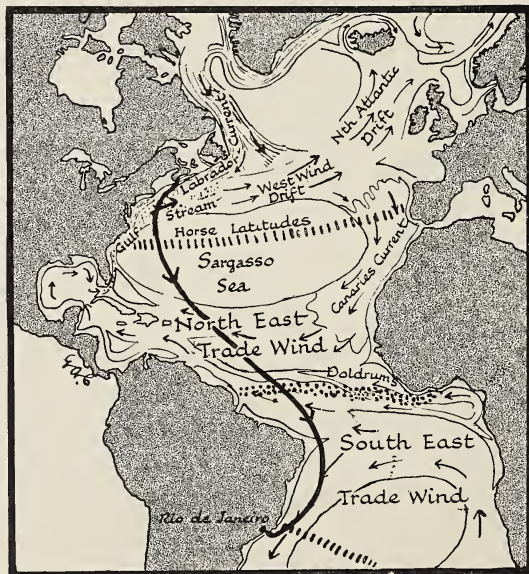 Nth Atlantic
Drift
Labrador Current
West Wind
Drift
Gulf Stream
Horse Latitudes
Sargasso
Sea
Canaries Current
North East
Trade Wind
Doldrums
South East
Trade Wind
Rio de Janeiro